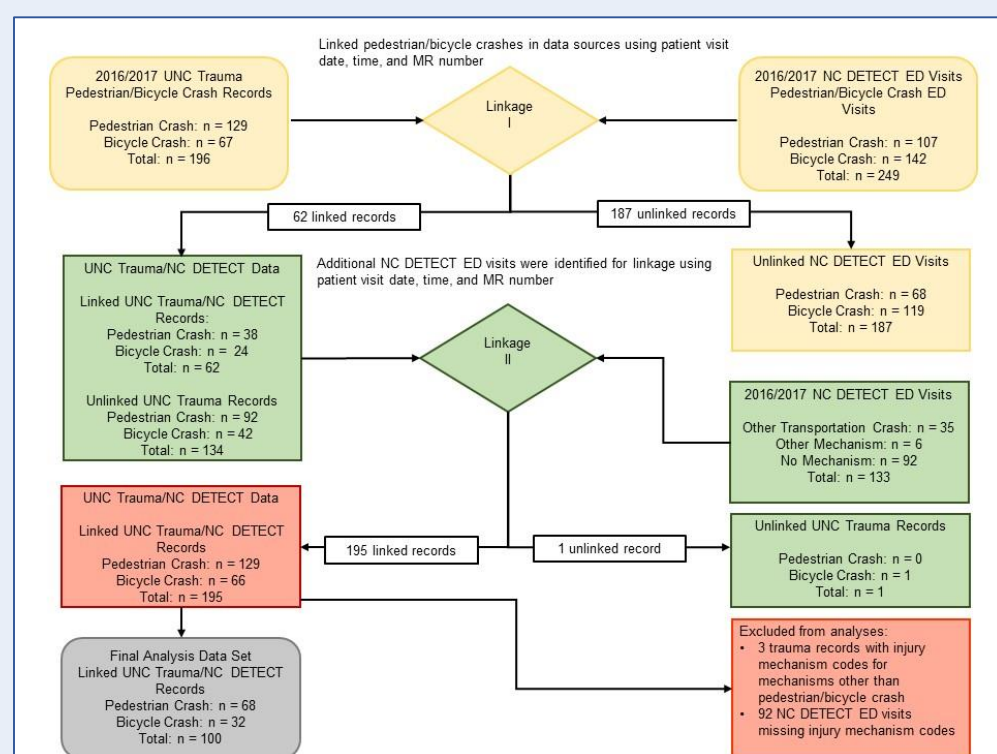 Linked pedestrian/bicycle crashes in data sources using patient visit
date, time, and MR number
2016/2017 UNC Trauma
Pedestrian/Bicycle Crash Records
Pedestrian Crash: n = 129
Bicycle Crash: n = 67
Total: n = 196
Linkage
I
2016/2017 NC DETECT ED Visits
Pedestrian/Bicycle Crash ED
Visits
Pedestrian Crash: n = 107
Bicycle Crash: n = 142
Total: n = 249
62 linked records
187 unlinked records
UNC Trauma/NC DETECT Data
Linked UNC Trauma/NC DETECT
Records:
Pedestrian Crash: n = 38
Bicycle Crash: n = 24
Total: n = 62
Unlinked UNC Trauma Records
Pedestrian Crash: n = 92
Bicycle Crash: n = 42
Total: n = 134
Additional NC DETECT ED visits were identified for linkage using
patient visit date, time, and MR number
Linkage
II
Unlinked NC DETECT ED Visits
Pedestrian Crash: n = 68
Bicycle Crash: n = 119
Total: n = 187
2016/2017 NC DETECT ED Visits
Other Transportation Crash: n = 35
Other Mechanism: n = 6
No Mechanism: n = 92
Total: n = 133
UNC Trauma/NC DETECT Data
Linked UNC Trauma/NC DETECT
Records
Pedestrian Crash: n = 129
Bicycle Crash: n = 66
Total: n = 195
195 linked records
1 unlinked record
Unlinked UNC Trauma Records
Pedestrian Crash: n = 0
Bicycle Crash: n = 1
Total: n = 1
Final Analysis Data Set
Linked UNC Trauma/NC DETECT
Records
Pedestrian Crash: n = 68
Bicycle Crash: n = 32
Total: n = 100
Excluded from analyses:
• 3 trauma records with injury
mechanism codes for
mechanisms other than
pedestrian/bicycle crash
• 92 NC DETECT ED visits
missing injury mechanism codes